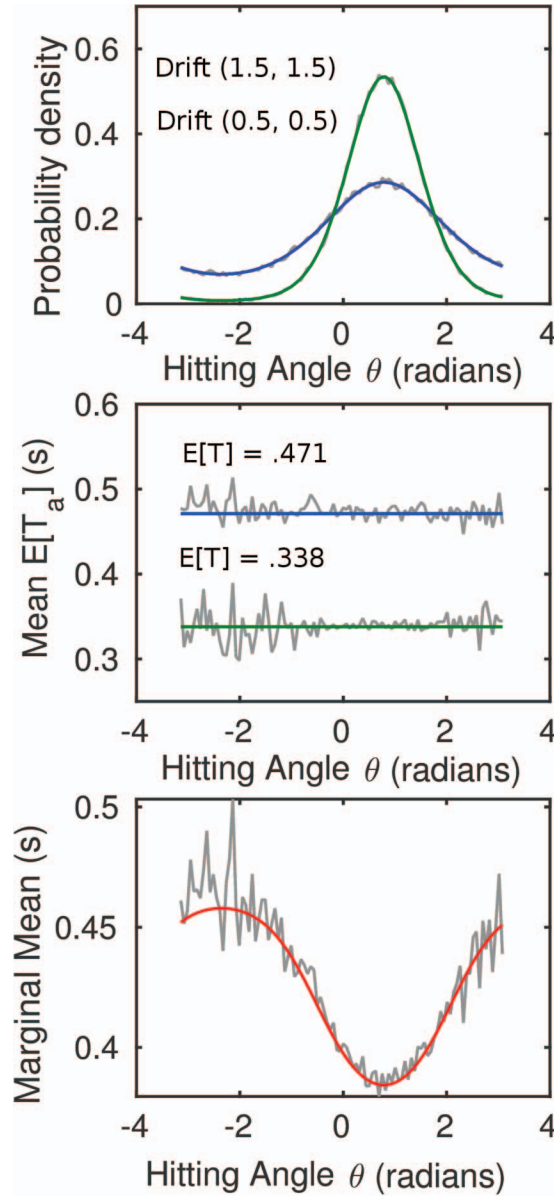 0.6
0.4
0.2
0
Probability density
Drift (1.5, 1.5)
Drift (0.5, 0.5)
-4 -2 0 2 4
Hitting Angle θ (radians)
0.6
0.5
0.4
0.3
Mean E[Ta] (s)
E[T] = .471
E[T] = .338
-4 -2 0 2 4
Hitting Angle θ (radians)
0.5
0.45
0.4
Marginal Mean (s)
-4 -2 0 2 4
Hitting Angle θ (radians)